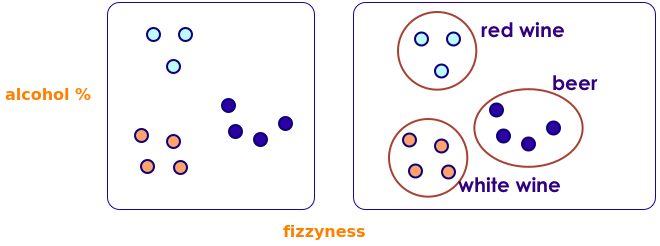 red wine
beer
alcohol %
white wine
fizzyness